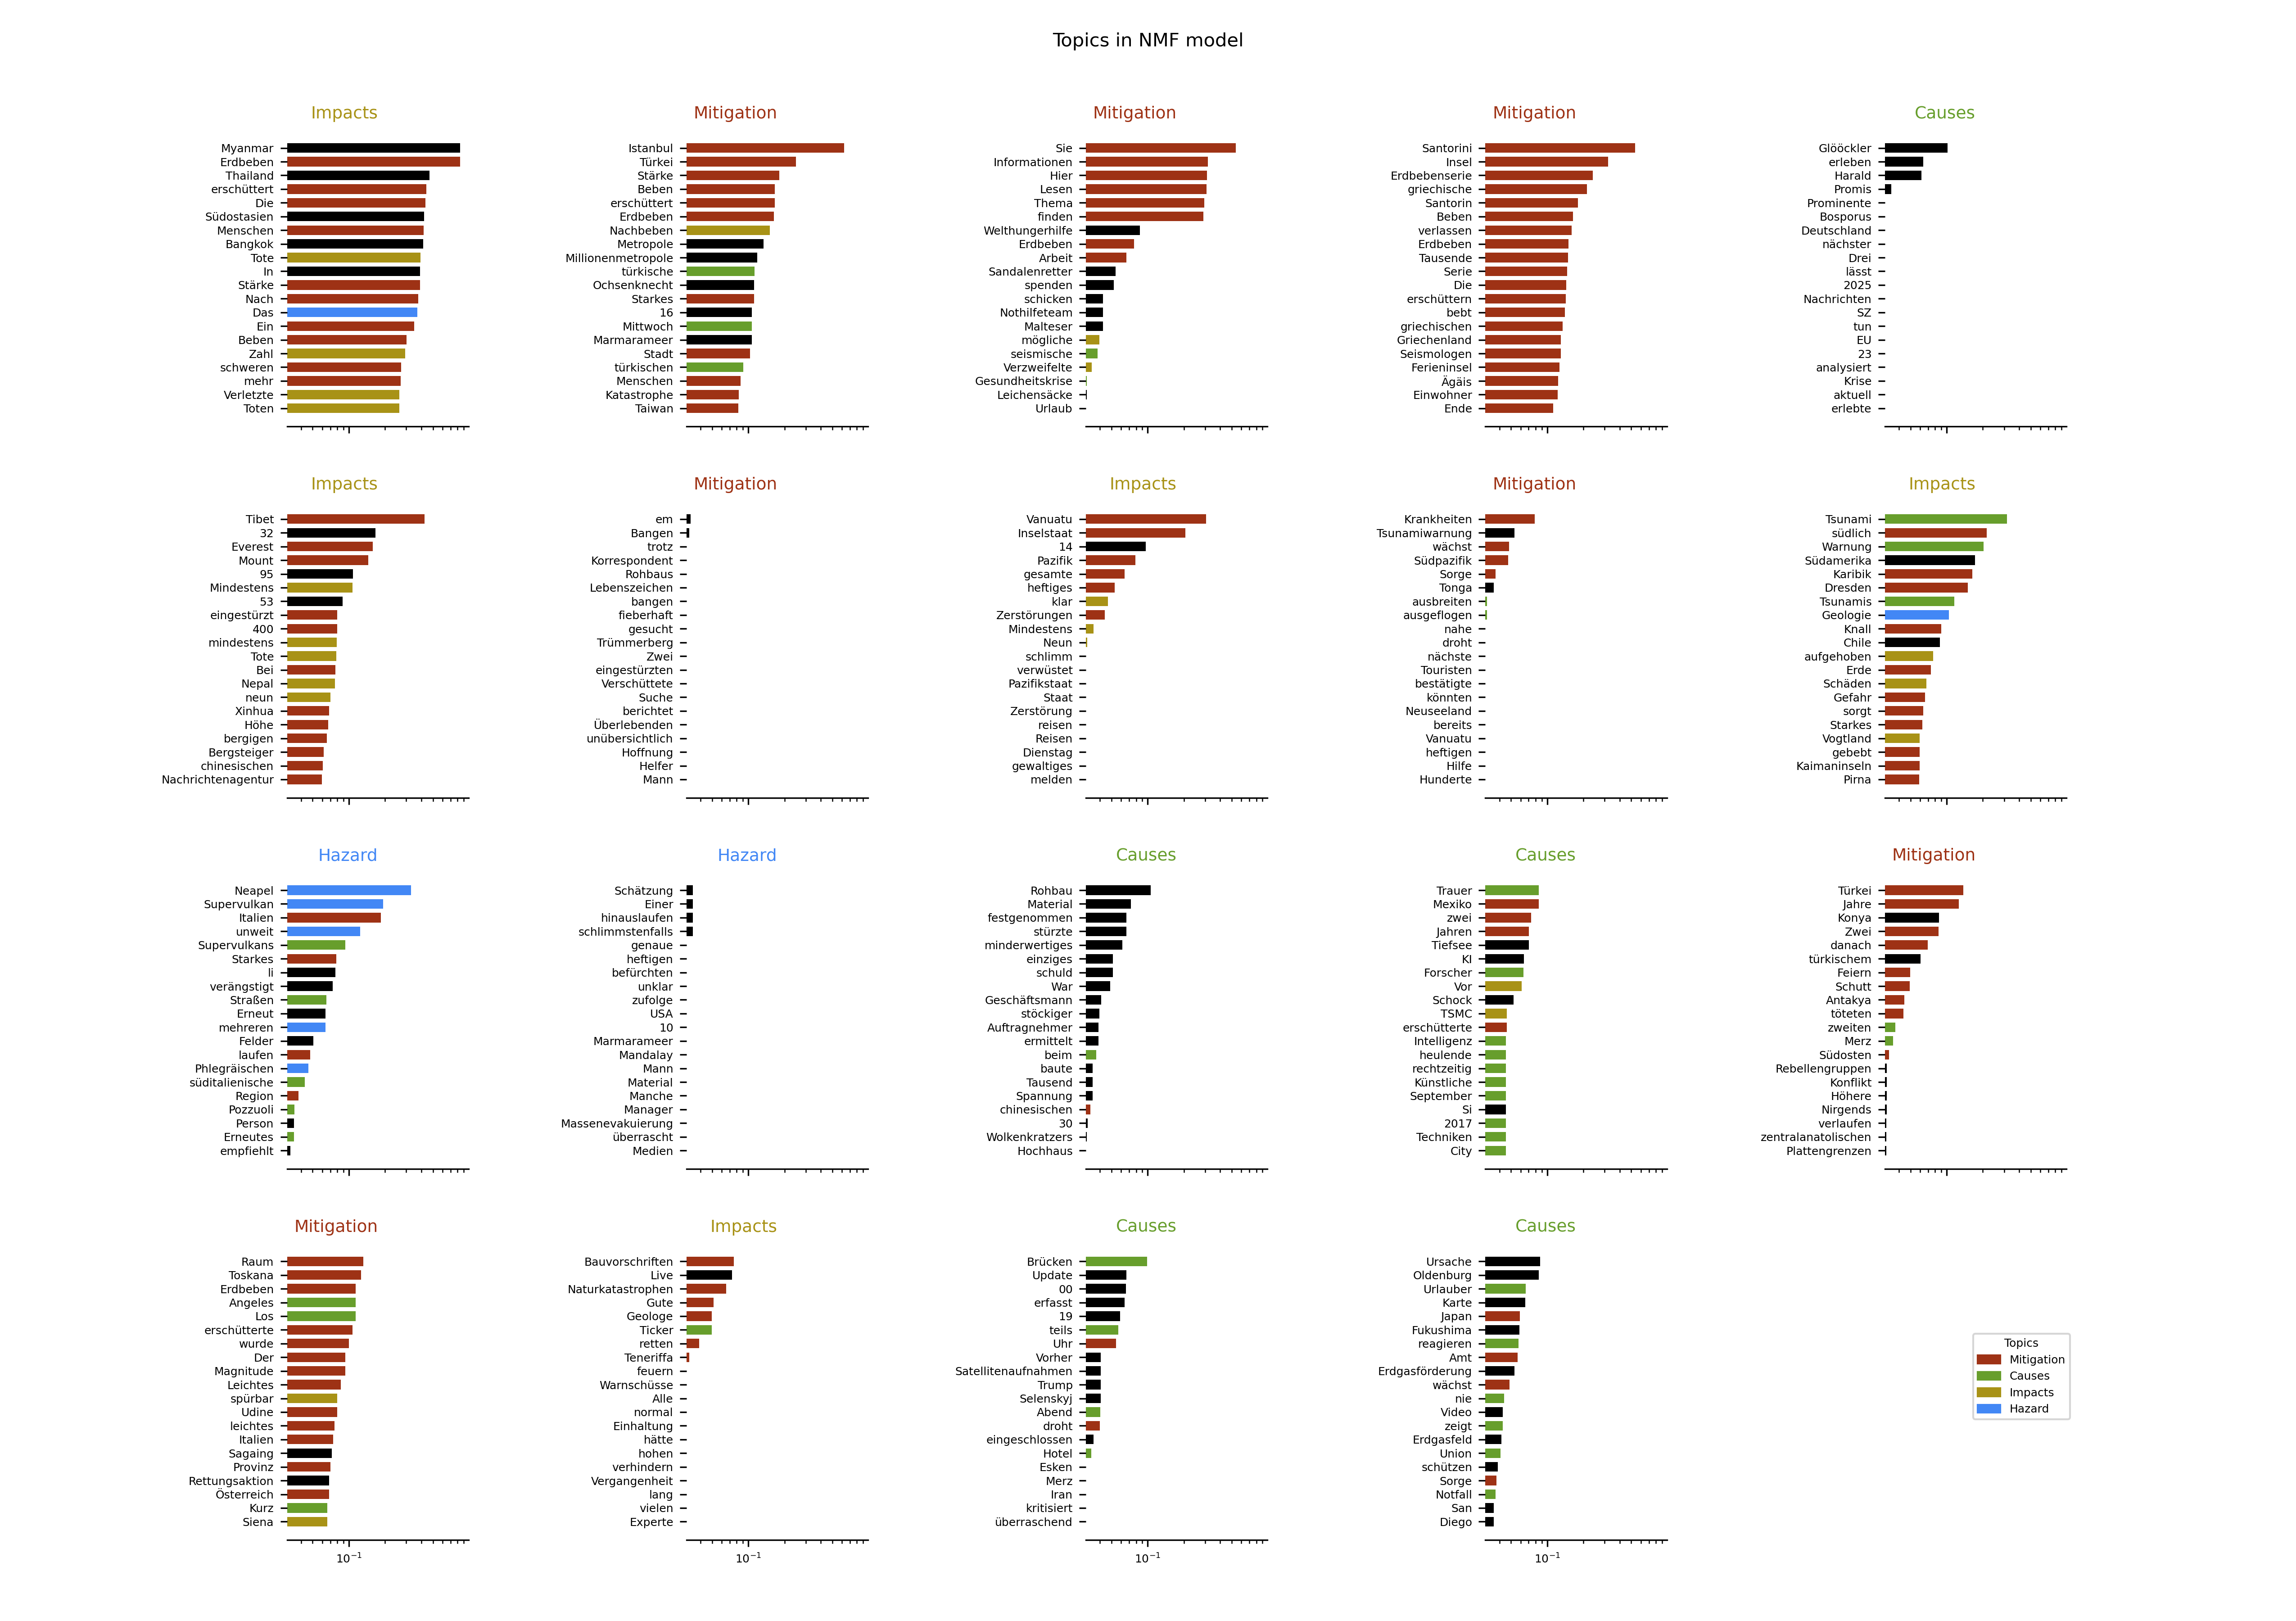 Topics in NMF model
Impacts
Myanmar
Erdbeben
Thailand
erschüttert
Die
Südostasien
Menschen
Bangkok
Tote
In
Stärke
Nach
Das
Ein
Beben
Zahl
schweren
mehr
Verletzte
Toten
Mitigation
Istanbul
Türkei
Stärke
Beben
erschüttert
Erdbeben
Nachbeben
Metropole
Millionenmetropole
türkische
Ochsenknecht
Starkes
16
Mittwoch
Marmarameer
Stadt
türkischen
Menschen
Katastrophe
Taiwan
Mitigation
Sie
Informationen
Hier
Lesen
Thema
finden
Welthungerhilfe
Erdbeben
Arbeit
Sandalenretter
spenden
schicken
Nothilfeteam
Malteser
mögliche
seismische
Verzweifelte
Gesundheitskrise
Leichensäcke
Urlaub
Mitigation
Santorini
Insel
Erdbebenserie
griechische
Santorin
Beben
verlassen
Erdbeben
Tausende
Serie
Die
erschüttern
bebt
griechischen
Griechenland
Seismologen
Ferieninsel
Ägäis
Einwohner
Ende
Causes
Glööckler
erleben
Harald
Promis
Prominente
Bosporus
Deutschland
nächster
Drei
lässt
2025
Nachrichten
SZ
tun
EU
23
analysiert
Krise
aktuell
erlebte
Impacts
Tibet
32
Everest
Mount
95
Mindestens
53
eingestürzt
400
mindestens
Tote
Bei
Nepal
neun
Xinhua
Höhe
bergigen
Bergsteiger
chinesischen
Nachrichtenagentur
Mitigation
em
Bangen
trotz
Korrespondent
Rohbaus
Lebenszeichen
bangen
fieberhaft
gesucht
Trümmerberg
Zwei
eingestürzten
Verschüttete
Suche
berichtet
Überlebenden
unübersichtlich
Hoffnung
Helfer
Mann
Impacts
Vanuatu
Inselstaat
14
Pazifik
gesamte
heftiges
klar
Zerstörungen
Mindestens
Neun
schlimm
verwüstet
Pazifikstaat
Staat
Zerstörung
reisen
Reisen
Dienstag
gewaltiges
melden
Mitigation
Krankheiten
Tsunamiwarnung
wächst
Südpazifik
Sorge
Tonga
ausbreiten
ausgeflogen
nahe
droht
nächste
Touristen
bestätigte
könnten
Neuseeland
bereits
Vanuatu
heftigen
Hilfe
Hunderte
Impacts
Tsunami
südlich
Warnung
Südamerika
Karibik
Dresden
Tsunamis
Geologie
Knall
Chile
aufgehoben
Erde
Schäden
Gefahr
sorgt
Starkes
Vogtland
gebebt
Kaimaninseln
Pirna
Hazard
Neapel
Supervulkan
Italien
unweit
Supervulkans
Starkes
li
verängstigt
Straßen
Erneut
mehreren
Felder
laufen
Phlegräischen
süditalienische
Region
Pozzuoli
Person
Erneutes
empfiehlt
Hazard
Schätzung
Einer
hinauslaufen
schlimmstenfalls
genaue
heftigen
befürchten
unklar
zufolge
USA
10
Marmarameer
Mandalay
Mann
Material
Manche
Manager
Massenevakuierung
überrascht
Medien
Causes
Rohbau
Material
festgenommen
stürzte
minderwertiges
einziges
schuld
War
Geschäftsmann
stöckiger
Auftragnehmer
ermittelt
beim
baute
Tausend
Spannung
chinesischen
30
Wolkenkratzers
Hochhaus
Causes
Trauer
Mexiko
zwei
Jahren
Tiefsee
KI
Forscher
Vor
Schock
TSMC
erschütterte
Intelligenz
heulende
rechtzeitig
Künstliche
September
Si
2017
Techniken
City
Mitigation
Türkei
Jahre
Konya
Zwei
danach
türkischem
Feiern
Schutt
Antakya
töteten
zweiten
Merz
Südosten
Rebellengruppen
Konflikt
Höhere
Nirgends
verlaufen
zentralanatolischen
Plattengrenzen
Mitigation
Raum
Toskana
Erdbeben
Angeles
Los
erschütterte
wurde
Der
Magnitude
Leichtes
spürbar
Udine
leichtes
Italien
Sagaing
Provinz
Rettungsaktion
Österreich
Kurz
Siena
10⁻¹
Impacts
Bauvorschriften
Live
Naturkatastrophen
Gute
Geologe
Ticker
retten
Teneriffa
feuern
Warnschüsse
Alle
normal
Einhaltung
hätte
hohen
verhindern
Vergangenheit
lang
vielen
Experte
10⁻¹
Causes
Brücken
Update
00
erfasst
19
teils
Uhr
Vorher
Satellitenaufnahmen
Trump
Selenskyj
Abend
droht
eingeschlossen
Hotel
Esken
Merz
Iran
kritisiert
überraschend
10⁻¹
Causes
Ursache
Oldenburg
Urlauber
Karte
Japan
Fukushima
reagieren
Amt
Erdgasförderung
wächst
nie
Video
zeigt
Erdgasfeld
Union
schützen
Sorge
Notfall
San
Diego
10⁻¹
Topics
Mitigation
Causes
Impacts
Hazard